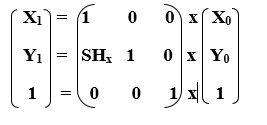 X₁ = 1 0 0 x X₀
Y₁ = SHₓ 1 0 x Y₀
1 = 0 0 1 x 1